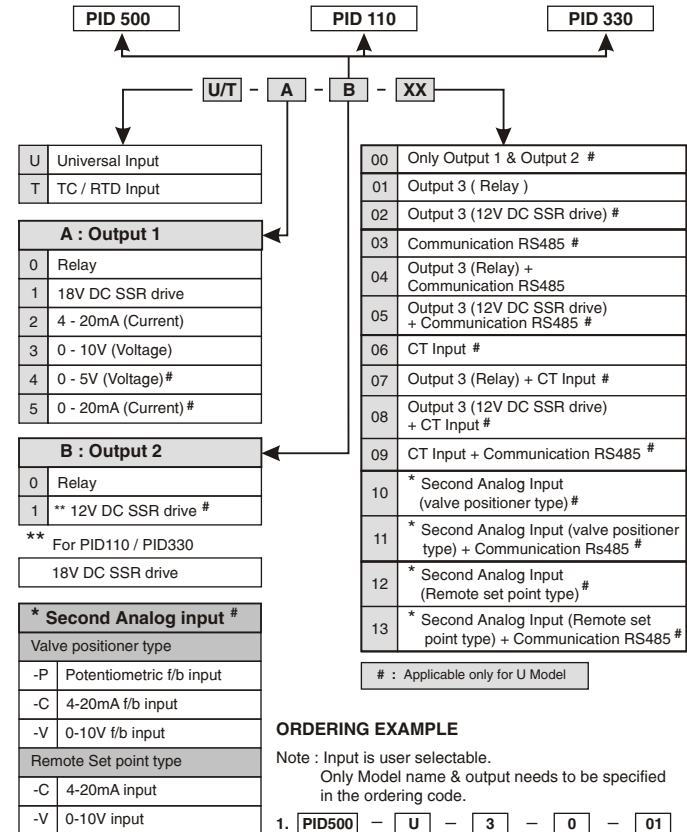 PID 500 PID 110 PID 330
U/T - A - B - XX
U Universal Input
T TC / RTD Input
A : Output 1
0 Relay
1 18V DC SSR drive
2 4 - 20mA (Current)
3 0 - 10V (Voltage)
4 0 - 5V (Voltage)#
5 0 - 20mA (Current)#
B : Output 2
0 Relay
1 ** 12V DC SSR drive #
** For PID110 / PID330
18V DC SSR drive
* Second Analog input #
Valve positioner type
-P Potentiometric f/b input
-C 4-20mA f/b input
-V 0-10V f/b input
Remote Set point type
-C 4-20mA input
-V 0-10V input
00 Only Output 1 & Output 2 #
01 Output 3 ( Relay )
02 Output 3 (12V DC SSR drive) #
03 Communication RS485 #
04 Output 3 (Relay) +
Communication RS485
05 Output 3 (12V DC SSR drive)
+ Communication RS485 #
06 CT Input #
07 Output 3 (Relay) + CT Input #
08 Output 3 (12V DC SSR drive)
+ CT Input #
09 CT Input + Communication RS485 #
10 * Second Analog Input
(valve positioner type) #
11 * Second Analog Input (valve positioner
type) + Communication Rs485 #
12 * Second Analog Input
(Remote set point type) #
13 * Second Analog Input (Remote set
point type) + Communication RS485 #
# : Applicable only for U Model
ORDERING EXAMPLE
Note : Input is user selectable.
Only Model name & output needs to be specified
in the ordering code.
1. PID500 – U – 3 – 0 – 01